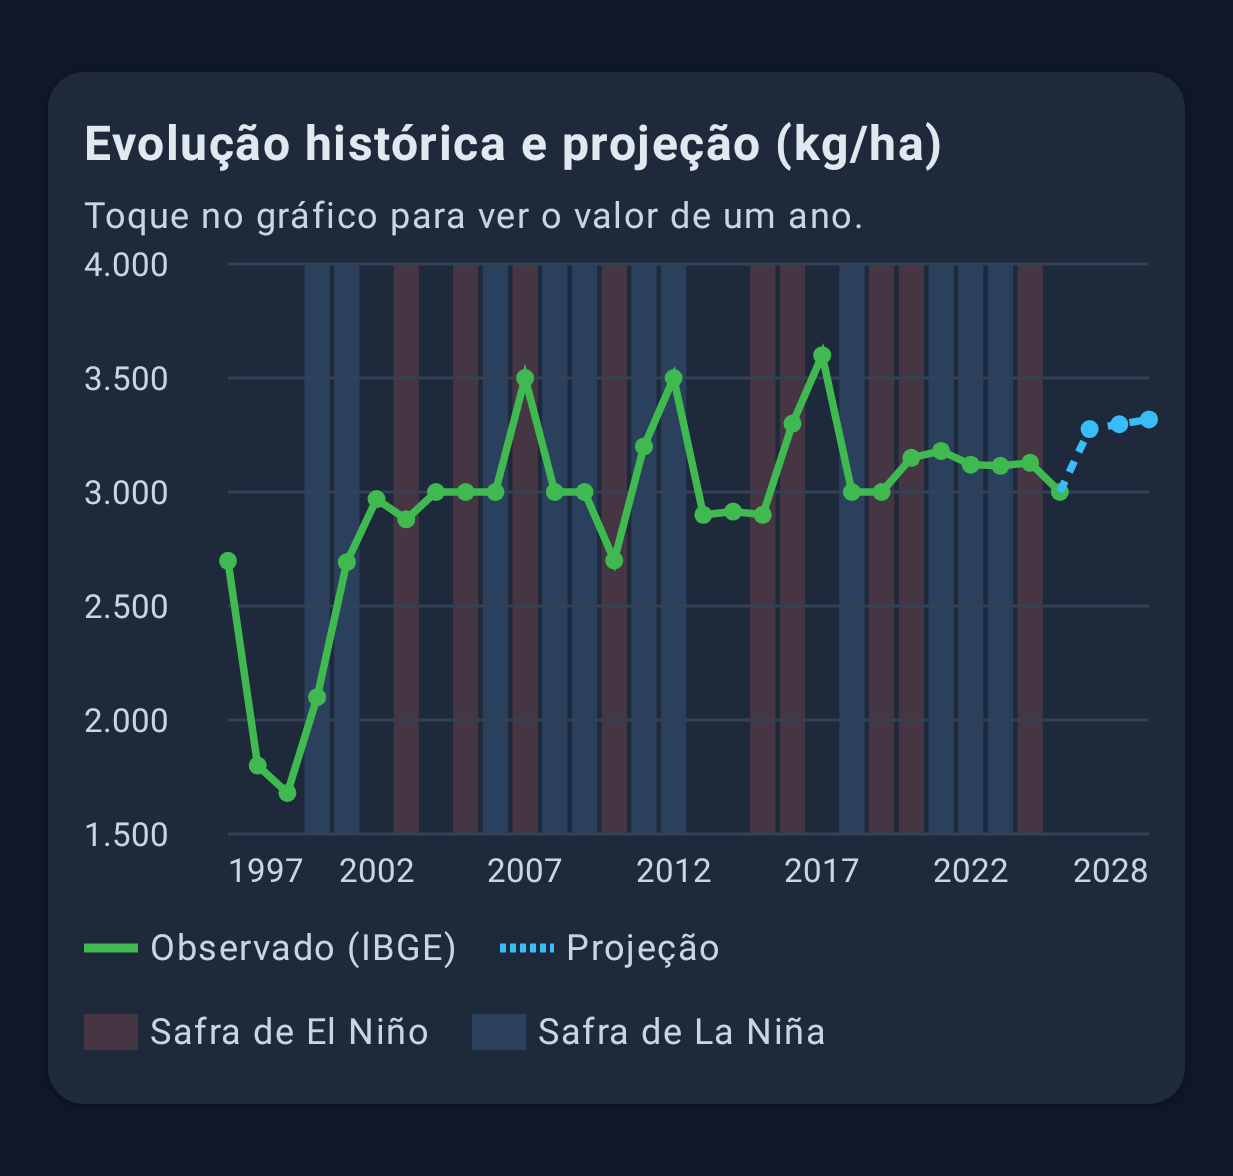 Evolução histórica e projeção (kg/ha)
Toque no gráfico para ver o valor de um ano.
4.000
3.500
3.000
2.500
2.000
1.500
1997 2002 2007 2012 2017 2022 2028
Observado (IBGE) Projeção
Safra de El Niño Safra de La Niña